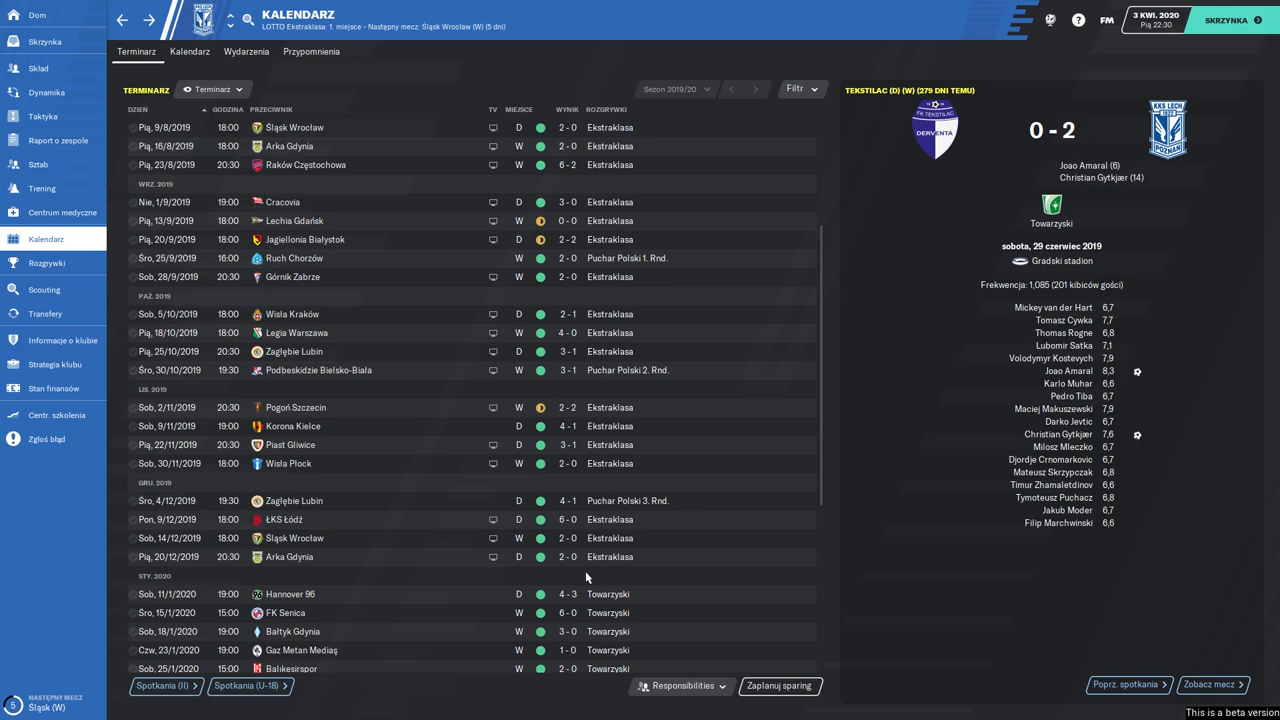 Dom
Skrzynka
Skład
Dynamika
Taktyka
Raport o zespole
Sztab
Trening
Centrum medyczne
Kalendarz
Rozgrywki
Scouting
Transfery
Informacje o klubie
Strategia klubu
Stan finansów
Centr. szkolenia
Zgłoś błąd
5
NASTĘPNY MECZ
Śląsk (W)
KALENDARZ
LOTTO Ekstraklasa: 1. miejsce - Następny mecz: Śląsk Wrocław (W) (5 dni)
FM
3 KWI. 2020
Pią 22:30
SKRZYNKA
Terminarz Kalendarz Wydarzenia Przypomnienia
TERMINARZ Terminarz Sezon 2019/20 Filtr
DZIEŃ GODZINA PRZECIWNIK TV MIEJSCE WYNIK ROZGRYWKI
Pią, 9/8/2019 18:00 Śląsk Wrocław D 2 - 0 Ekstraklasa
Pią, 16/8/2019 18:00 Arka Gdynia W 2 - 0 Ekstraklasa
Pią, 23/8/2019 20:30 Raków Częstochowa W 6 - 2 Ekstraklasa
WRZ. 2019
Nie, 1/9/2019 19:00 Cracovia D 3 - 0 Ekstraklasa
Pią, 13/9/2019 18:00 Lechia Gdańsk W 0 - 0 Ekstraklasa
Pią, 20/9/2019 18:00 Jagiellonia Białystok D 2 - 2 Ekstraklasa
Śro, 25/9/2019 16:00 Ruch Chorzów W 2 - 0 Puchar Polski 1. Rnd.
Sob, 28/9/2019 20:30 Górnik Zabrze W 2 - 0 Ekstraklasa
PAŹ. 2019
Sob, 5/10/2019 18:00 Wisła Kraków D 2 - 1 Ekstraklasa
Pią, 18/10/2019 18:00 Legia Warszawa W 4 - 0 Ekstraklasa
Pią, 25/10/2019 20:30 Zagłębie Lubin D 3 - 1 Ekstraklasa
Śro, 30/10/2019 19:30 Podbeskidzie Bielsko-Biała W 3 - 1 Puchar Polski 2. Rnd.
LIS. 2019
Sob, 2/11/2019 20:30 Pogoń Szczecin W 2 - 2 Ekstraklasa
Sob, 9/11/2019 19:00 Korona Kielce D 4 - 1 Ekstraklasa
Pią, 22/11/2019 20:30 Piast Gliwice D 3 - 1 Ekstraklasa
Sob, 30/11/2019 18:00 Wisła Płock W 2 - 0 Ekstraklasa
GRU. 2019
Śro, 4/12/2019 19:30 Zagłębie Lubin D 4 - 1 Puchar Polski 3. Rnd.
Pon, 9/12/2019 18:00 ŁKS Łódź D 6 - 0 Ekstraklasa
Sob, 14/12/2019 18:00 Śląsk Wrocław W 2 - 0 Ekstraklasa
Pią, 20/12/2019 20:30 Arka Gdynia D 2 - 0 Ekstraklasa
STY. 2020
Sob, 11/1/2020 19:00 Hannover 96 D 4 - 3 Towarzyski
Śro, 15/1/2020 15:00 FK Senica W 6 - 0 Towarzyski
Sob, 18/1/2020 19:00 Bałtyk Gdynia W 3 - 0 Towarzyski
Czw, 23/1/2020 19:00 Gaz Metan Mediaș W 1 - 0 Towarzyski
Sob, 25/1/2020 15:00 Balıkesirspor W 2 - 0 Towarzyski
Spotkania (II) Spotkania (U-18) Responsibilities Zaplanuj sparing
TEKSTILAC (D) (W) (279 DNI TEMU)
FK TEKSTILAC
DERVENTA
0 - 2
KKS LECH
1922
POZNAŃ
Joao Amaral (6)
Christian Gytkjær (14)
Towarzyski
sobota, 29 czerwiec 2019
Gradski stadion
Frekwencja: 1,085 (201 kibiców gości)
Mickey van der Hart 6,7
Tomasz Cywka 7,7
Thomas Rogne 6,8
Lubomir Satka 7,1
Volodymyr Kostevych 7,9
Joao Amaral 8,3
Karlo Muhar 6,6
Pedro Tiba 6,7
Maciej Makuszewski 7,9
Darko Jevtic 6,7
Christian Gytkjær 7,6
Miłosz Mleczko 6,7
Djordje Crnomarkovic 6,7
Mateusz Skrzypczak 6,8
Timur Zhamaletdinov 6,6
Tymoteusz Puchacz 6,8
Jakub Moder 6,7
Filip Marchwinski 6,6
Poprz. spotkania Zobacz mecz
This is a beta version